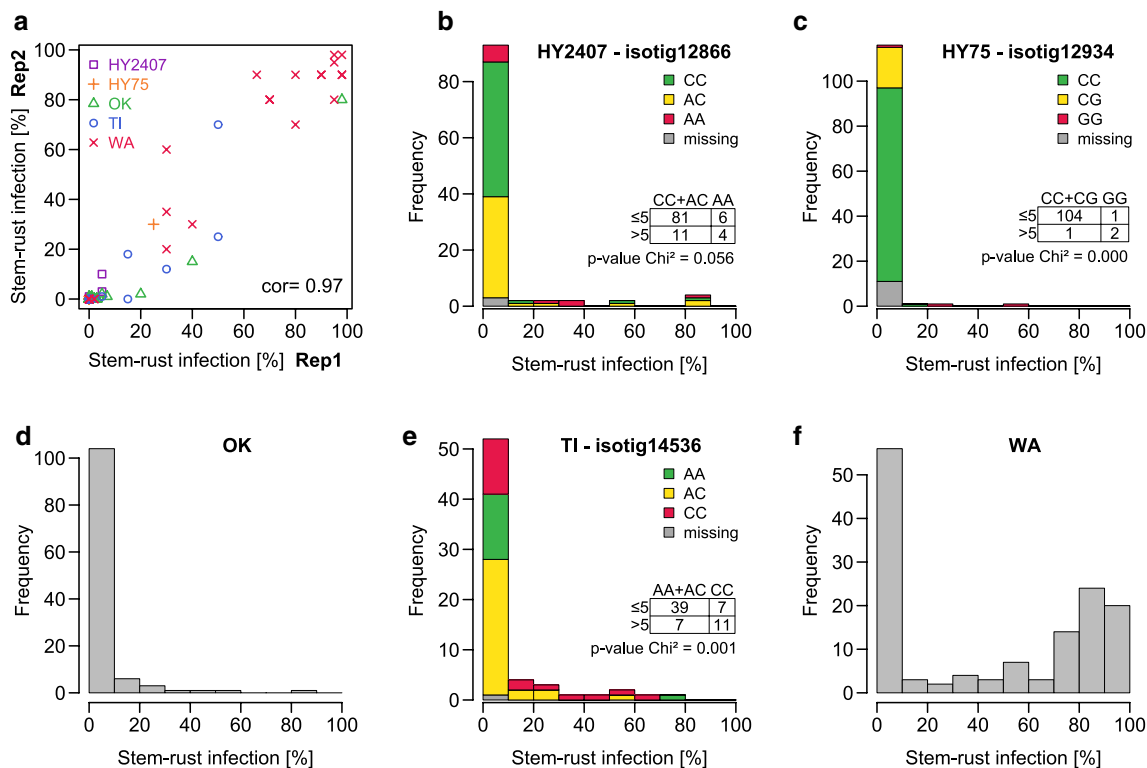 a
Stem-rust infection [%] Rep2
100
80
60
40
20
0
HY2407
HY75
OK
TI
WA
cor= 0.97
0 20 40 60 80 100
Stem-rust infection [%] Rep1
b
HY2407 - isotig12866
Frequency
80
60
40
20
0
CC
AC
AA
missing
CC+AC AA
≤5 81 6
>5 11 4
p-value Chi² = 0.056
0 20 40 60 80 100
Stem-rust infection [%]
c
HY75 - isotig12934
Frequency
100
80
60
40
20
0
CC
CG
GG
missing
CC+CG GG
≤5 104 1
>5 1 2
p-value Chi² = 0.000
0 20 40 60 80 100
Stem-rust infection [%]
d
OK
Frequency
100
80
60
40
20
0
0 20 40 60 80 100
Stem-rust infection [%]
e
TI - isotig14536
Frequency
50
40
30
20
10
0
AA
AC
CC
missing
AA+AC CC
≤5 39 7
>5 7 11
p-value Chi² = 0.001
0 20 40 60 80 100
Stem-rust infection [%]
f
WA
Frequency
50
40
30
20
10
0
0 20 40 60 80 100
Stem-rust infection [%]